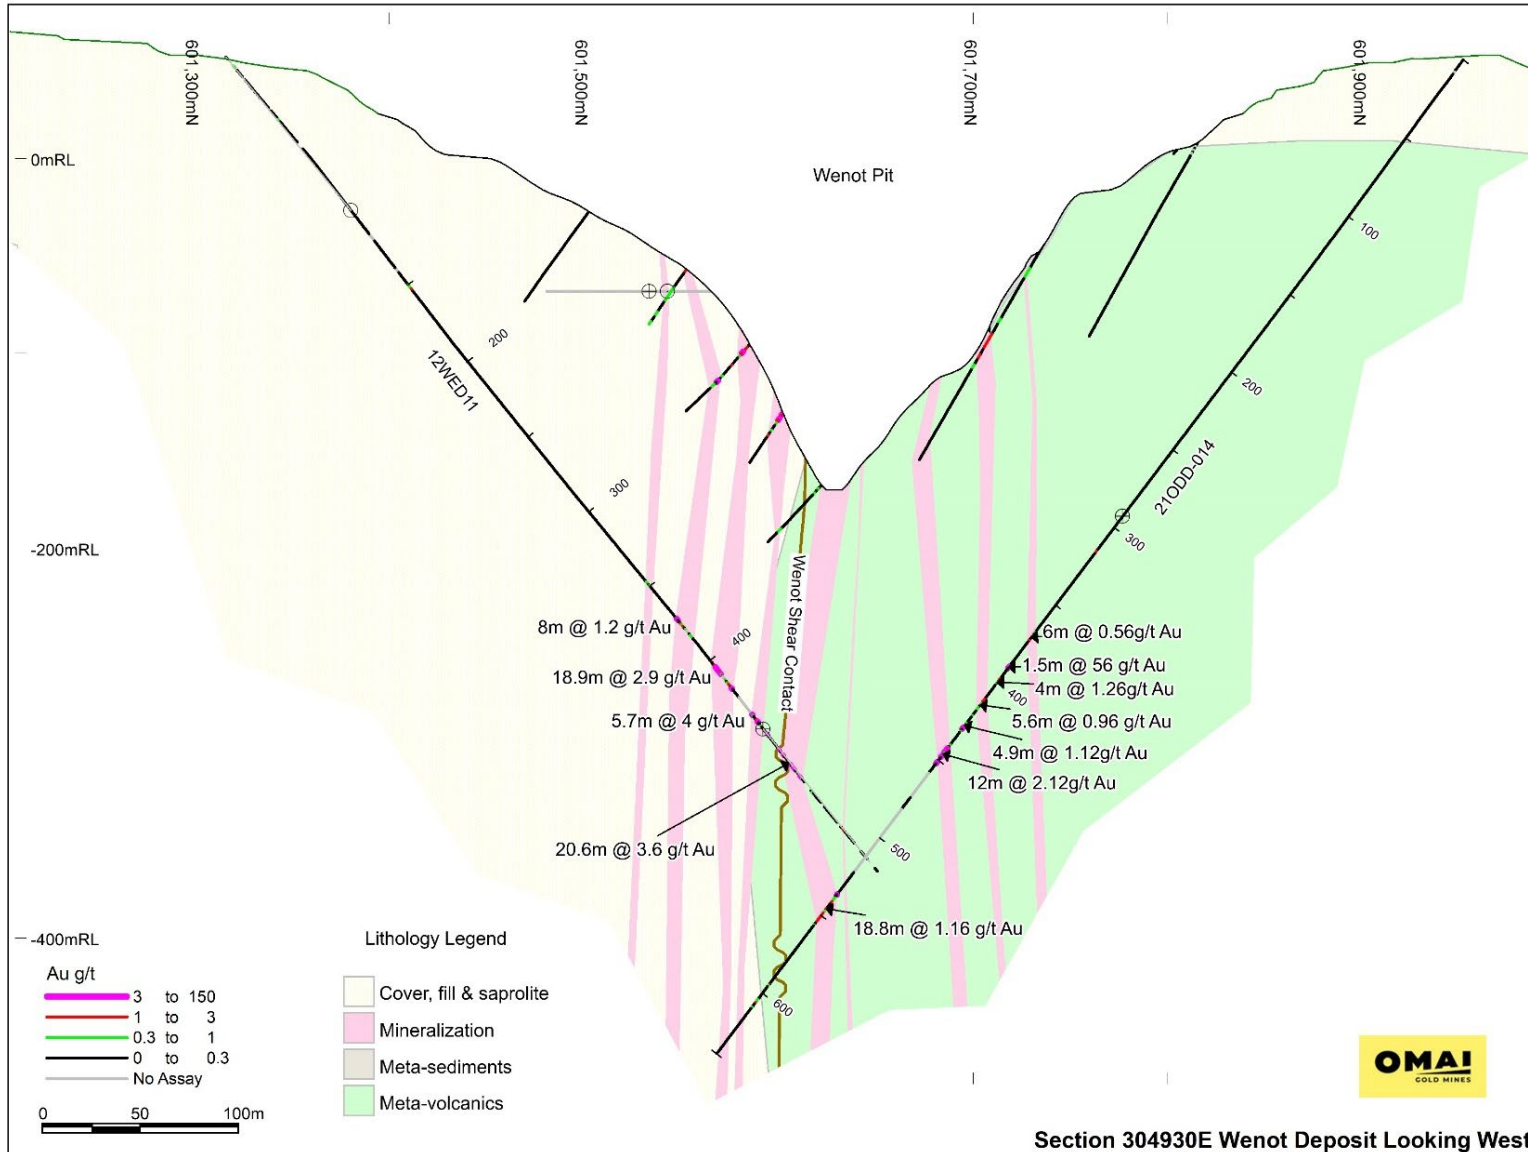 601,300mN
601,500mN
601,700mN
601,900mN
Wenot Pit
0mRL
-200mRL
-400mRL
12WED11
200
300
400
21ODD-014
100
200
300
400
500
600
Wenot Shear Contact
8m @ 1.2 g/t Au
18.9m @ 2.9 g/t Au
5.7m @ 4 g/t Au
20.6m @ 3.6 g/t Au
6m @ 0.56g/t Au
1.5m @ 56 g/t Au
4m @ 1.26g/t Au
5.6m @ 0.96 g/t Au
4.9m @ 1.12g/t Au
12m @ 2.12g/t Au
18.8m @ 1.16 g/t Au
Au g/t
3 to 150
1 to 3
0.3 to 1
0 to 0.3
No Assay
0 50 100m
Lithology Legend
Cover, fill & saprolite
Mineralization
Meta-sediments
Meta-volcanics
OMAI
GOLD MINES
Section 304930E Wenot Deposit Looking West